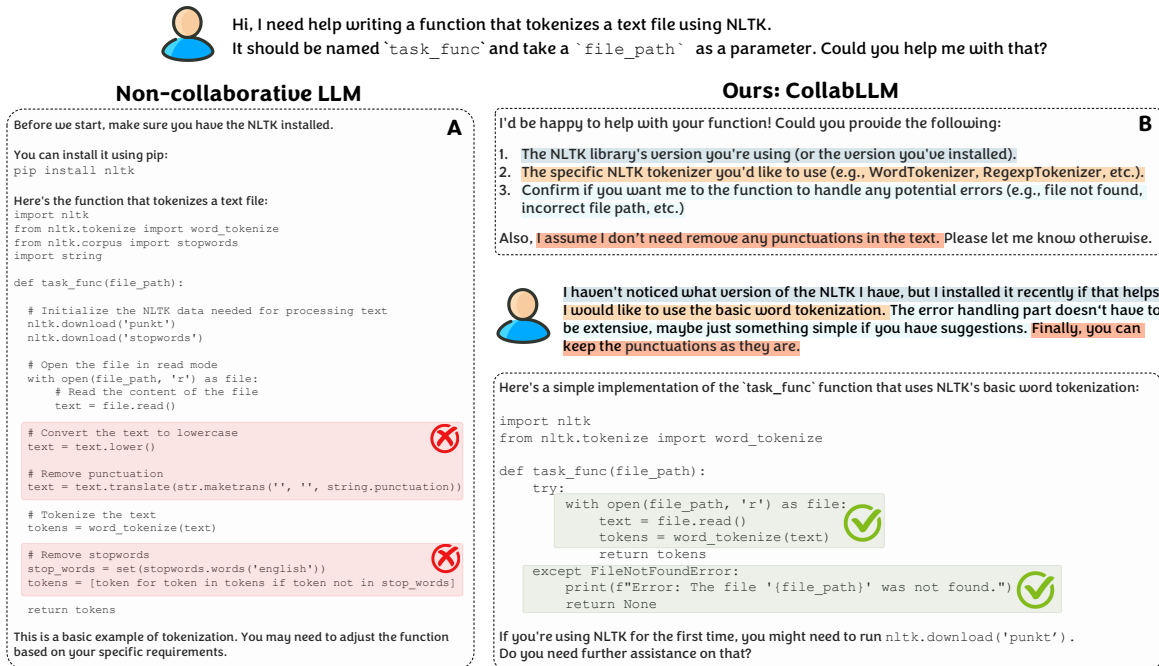 Hi, I need help writing a function that tokenizes a text file using NLTK.
It should be named `task_func` and take a `file_path` as a parameter. Could you help me with that?
Non-collaborative LLM
A
Before we start, make sure you have the NLTK installed.
You can install it using pip:
pip install nltk
Here's the function that tokenizes a text file:
import nltk
from nltk.tokenize import word_tokenize
from nltk.corpus import stopwords
import string
def task_func(file_path):
# Initialize the NLTK data needed for processing text
nltk.download('punkt')
nltk.download('stopwords')
# Open the file in read mode
with open(file_path, 'r') as file:
# Read the content of the file
text = file.read()
# Convert the text to lowercase
text = text.lower()
# Remove punctuation
text = text.translate(str.maketrans('', '', string.punctuation))
# Tokenize the text
tokens = word_tokenize(text)
# Remove stopwords
stop_words = set(stopwords.words('english'))
tokens = [token for token in tokens if token not in stop_words]
return tokens
This is a basic example of tokenization. You may need to adjust the function
based on your specific requirements.
Ours: CollabLLM
B
I'd be happy to help with your function! Could you provide the following:
1. The NLTK library's version you're using (or the version you've installed).
2. The specific NLTK tokenizer you'd like to use (e.g., WordTokenizer, RegexpTokenizer, etc.).
3. Confirm if you want me to the function to handle any potential errors (e.g., file not found,
incorrect file path, etc.)
Also, I assume I don't need remove any punctuations in the text. Please let me know otherwise.
I haven't noticed what version of the NLTK I have, but I installed it recently if that helps
I would like to use the basic word tokenization. The error handling part doesn't have to
be extensive, maybe just something simple if you have suggestions. Finally, you can
keep the punctuations as they are.
Here's a simple implementation of the `task_func` function that uses NLTK's basic word tokenization:
import nltk
from nltk.tokenize import word_tokenize
def task_func(file_path):
try:
with open(file_path, 'r') as file:
text = file.read()
tokens = word_tokenize(text)
return tokens
except FileNotFoundError:
print(f"Error: The file '{file_path}' was not found.")
return None
If you're using NLTK for the first time, you might need to run nltk.download('punkt').
Do you need further assistance on that?